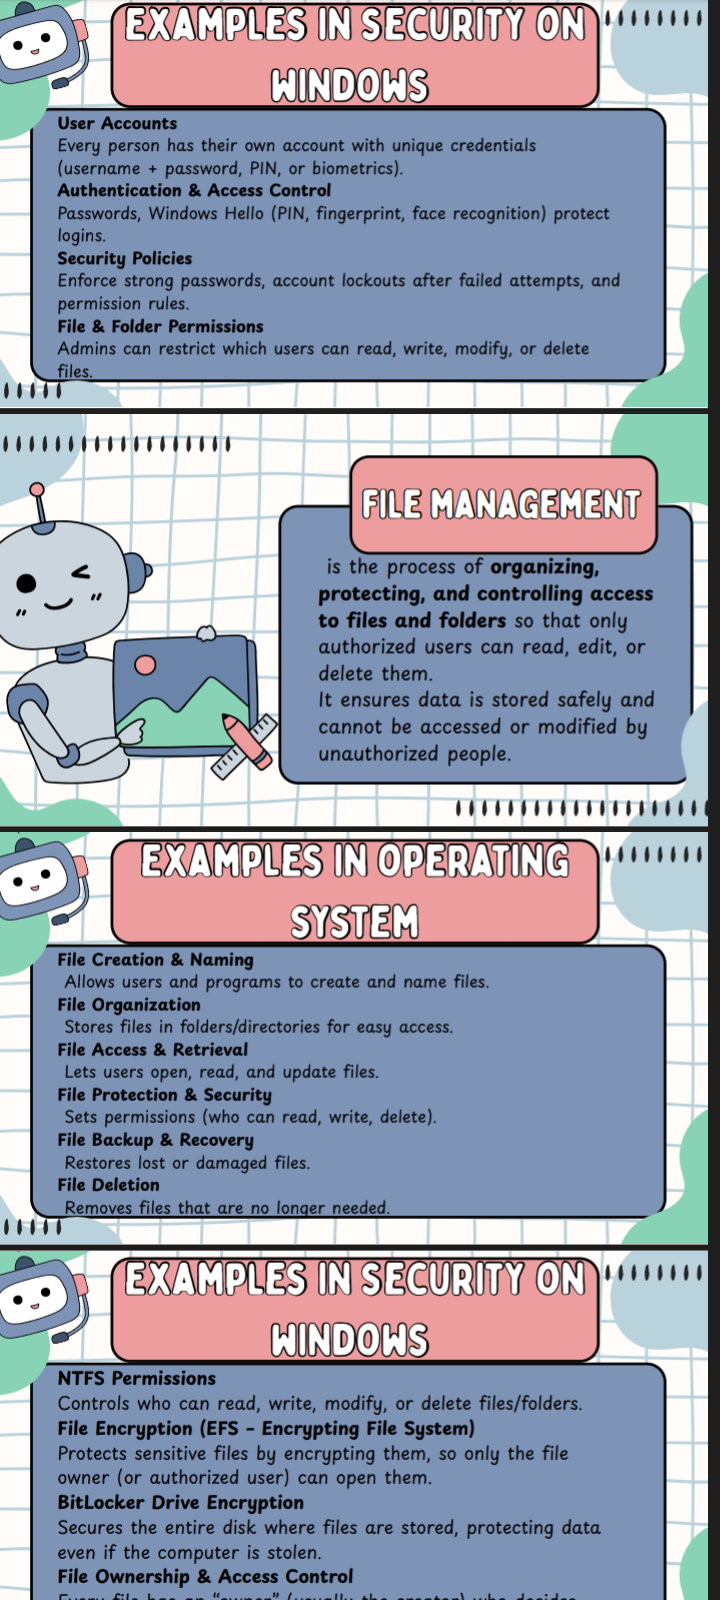 EXAMPLES IN SECURITY ON
WINDOWS
User Accounts
Every person has their own account with unique credentials
(username + password, PIN, or biometrics).
Authentication & Access Control
Passwords, Windows Hello (PIN, fingerprint, face recognition) protect
logins.
Security Policies
Enforce strong passwords, account lockouts after failed attempts, and
permission rules.
File & Folder Permissions
Admins can restrict which users can read, write, modify, or delete
files.
FILE MANAGEMENT
is the process of organizing,
protecting, and controlling access
to files and folders so that only
authorized users can read, edit, or
delete them.
It ensures data is stored safely and
cannot be accessed or modified by
unauthorized people.
EXAMPLES IN OPERATING
SYSTEM
File Creation & Naming
Allows users and programs to create and name files.
File Organization
Stores files in folders/directories for easy access.
File Access & Retrieval
Lets users open, read, and update files.
File Protection & Security
Sets permissions (who can read, write, delete).
File Backup & Recovery
Restores lost or damaged files.
File Deletion
Removes files that are no longer needed.
EXAMPLES IN SECURITY ON
WINDOWS
NTFS Permissions
Controls who can read, write, modify, or delete files/folders.
File Encryption (EFS – Encrypting File System)
Protects sensitive files by encrypting them, so only the file
owner (or authorized user) can open them.
BitLocker Drive Encryption
Secures the entire disk where files are stored, protecting data
even if the computer is stolen.
File Ownership & Access Control
Every file has an “owner” (usually the creator) who decides